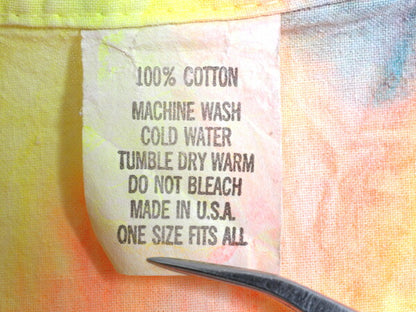 100% COTTON
MACHINE WASH
COLD WATER
TUMBLE DRY WARM
DO NOT BLEACH
MADE IN U.S.A.
ONE SIZE FITS ALL